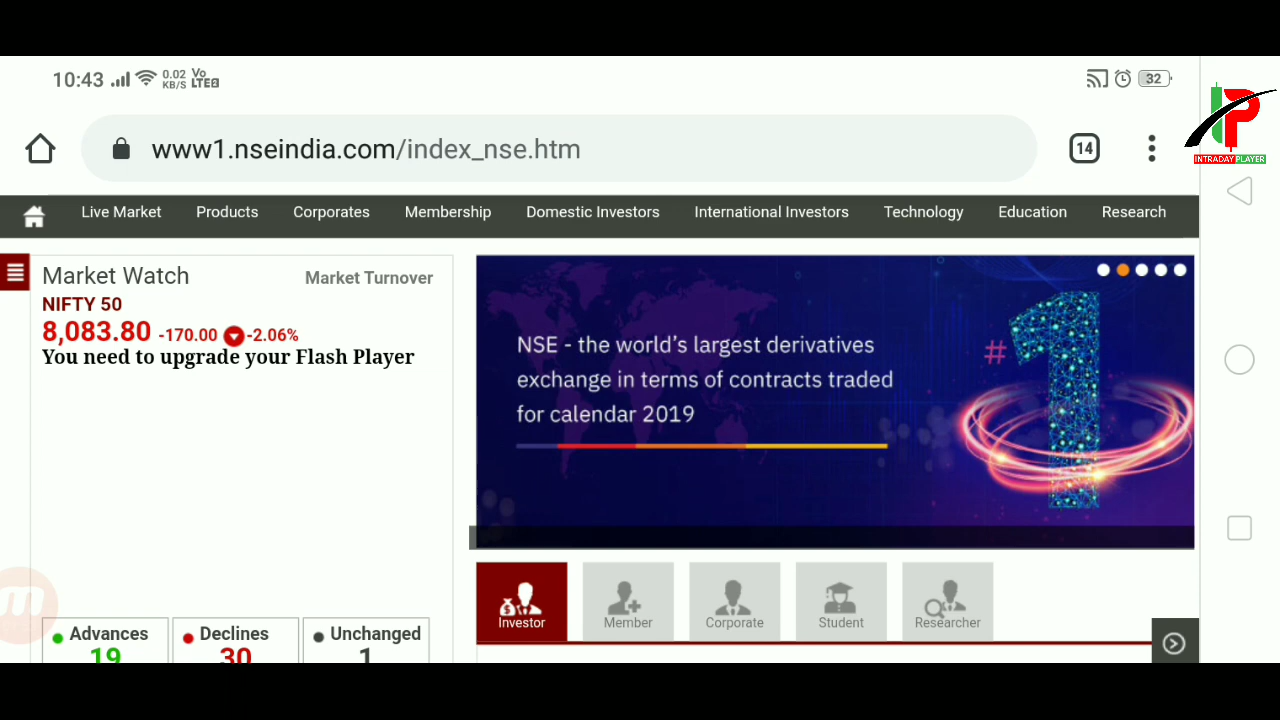 10:43 0.02 KB/S Vo LTE2 32
www1.nseindia.com/index_nse.htm 14
IP
INTRADAY PLAYER
Live Market Products Corporates Membership Domestic Investors International Investors Technology Education Research
Market Watch Market Turnover
NIFTY 50
8,083.80 -170.00 -2.06%
You need to upgrade your Flash Player
NSE - the world's largest derivatives
exchange in terms of contracts traded
for calendar 2019
#1
Investor Member Corporate Student Researcher
Advances Declines Unchanged
19 30 1